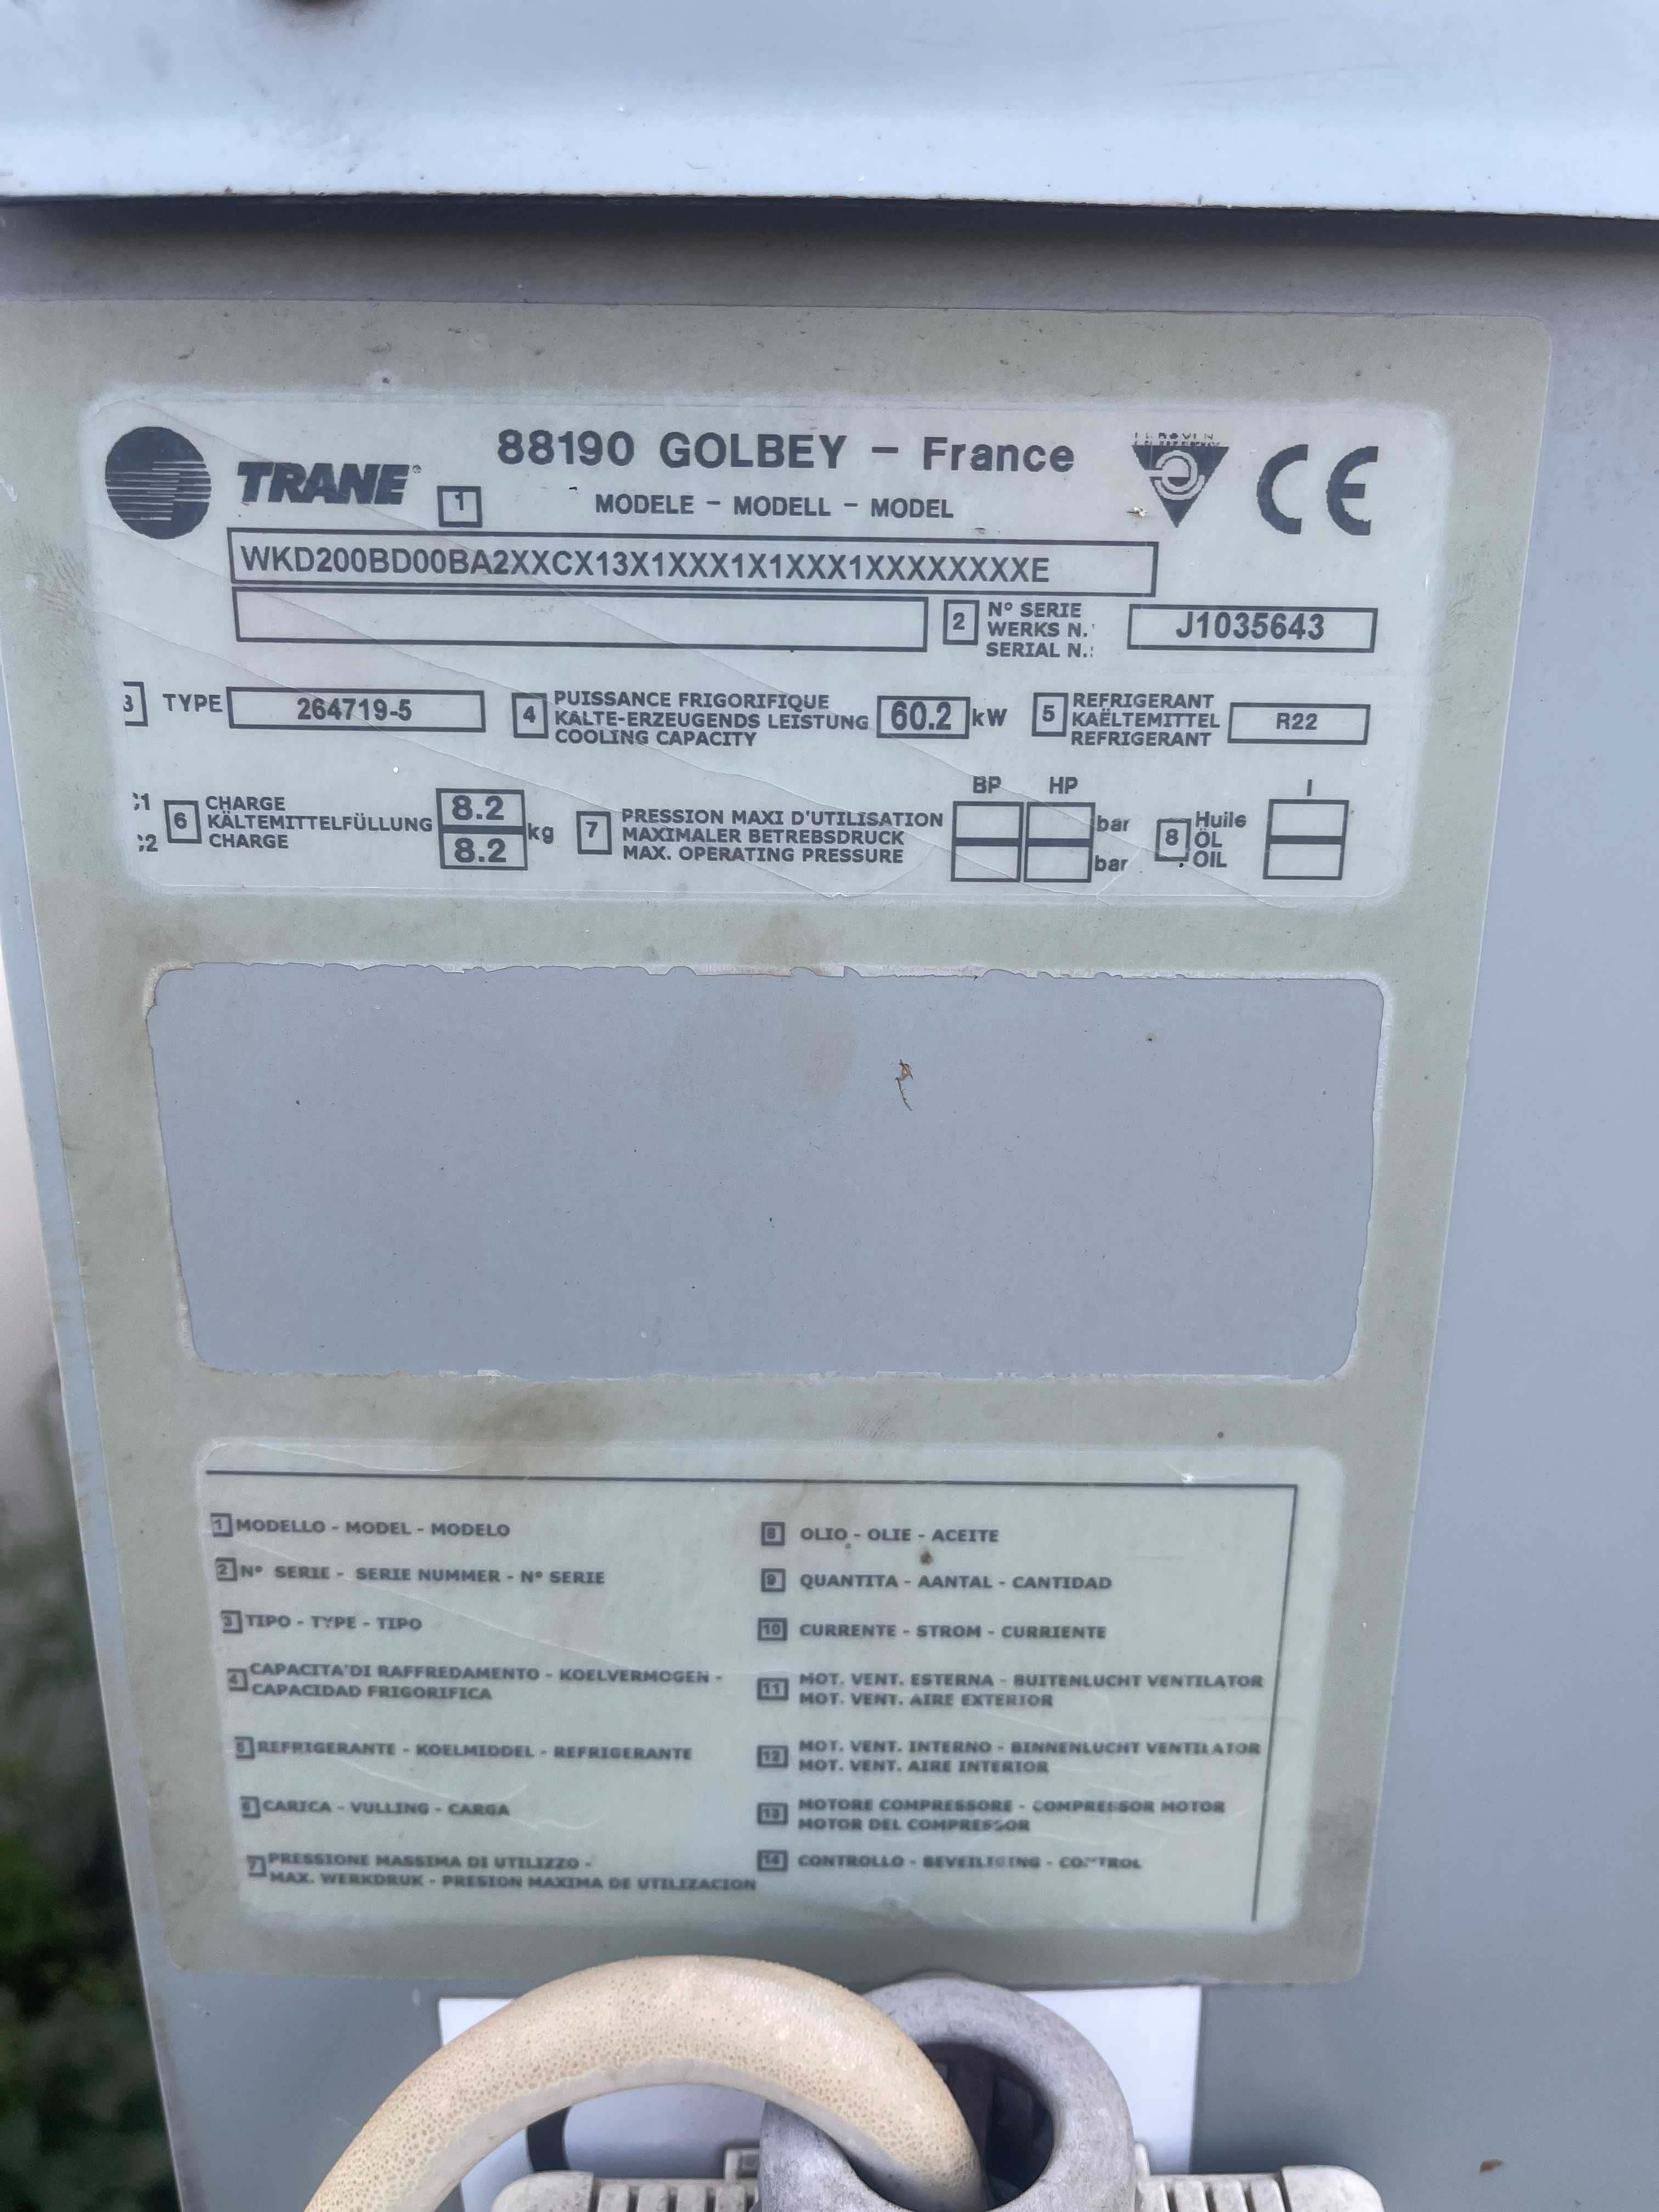 TRANE
88190 GOLBEY - France
1 MODELE - MODELL - MODEL
CE
WKD200BD00BA2XXCX13X1XXX1X1XXX1XXXXXXXXE
2 N° SERIE
WERKS N.
SERIAL N.:
J1035643
3 TYPE 264719-5
4 PUISSANCE FRIGORIFIQUE
KALTE-ERZEUGENDS LEISTUNG
COOLING CAPACITY
60.2 kW
5 REFRIGERANT
KAËLTEMITTEL
REFRIGERANT
R22
6 CHARGE
KÄLTEMITTELFÜLLUNG
CHARGE
8.2
8.2
kg
7 PRESSION MAXI D'UTILISATION
MAXIMALER BETREBSDRUCK
MAX. OPERATING PRESSURE
BP HP
bar
bar
8 Huile
ÖL
OIL
I
1 MODELLO - MODEL - MODELO
2 N° SERIE - SERIE NUMMER - N° SERIE
3 TIPO - TYPE - TIPO
4 CAPACITA'DI RAFFREDAMENTO - KOELVERMOGEN -
CAPACIDAD FRIGORIFICA
5 REFRIGERANTE - KOELMIDDEL - REFRIGERANTE
6 CARICA - VULLING - CARGA
7 PRESSIONE MASSIMA DI UTILIZZO -
MAX. WERKDRUK - PRESION MAXIMA DE UTILIZACION
8 OLIO - OLIE - ACEITE
9 QUANTITA - AANTAL - CANTIDAD
10 CURRENTE - STROM - CURRIENTE
11 MOT. VENT. ESTERNA - BUITENLUCHT VENTILATOR
MOT. VENT. AIRE EXTERIOR
12 MOT. VENT. INTERNO - BINNENLUCHT VENTILATOR
MOT. VENT. AIRE INTERIOR
13 MOTORE COMPRESSORE - COMPRESSOR MOTOR
MOTOR DEL COMPRESSOR
14 CONTROLLO - BEVEILIGING - CONTROL